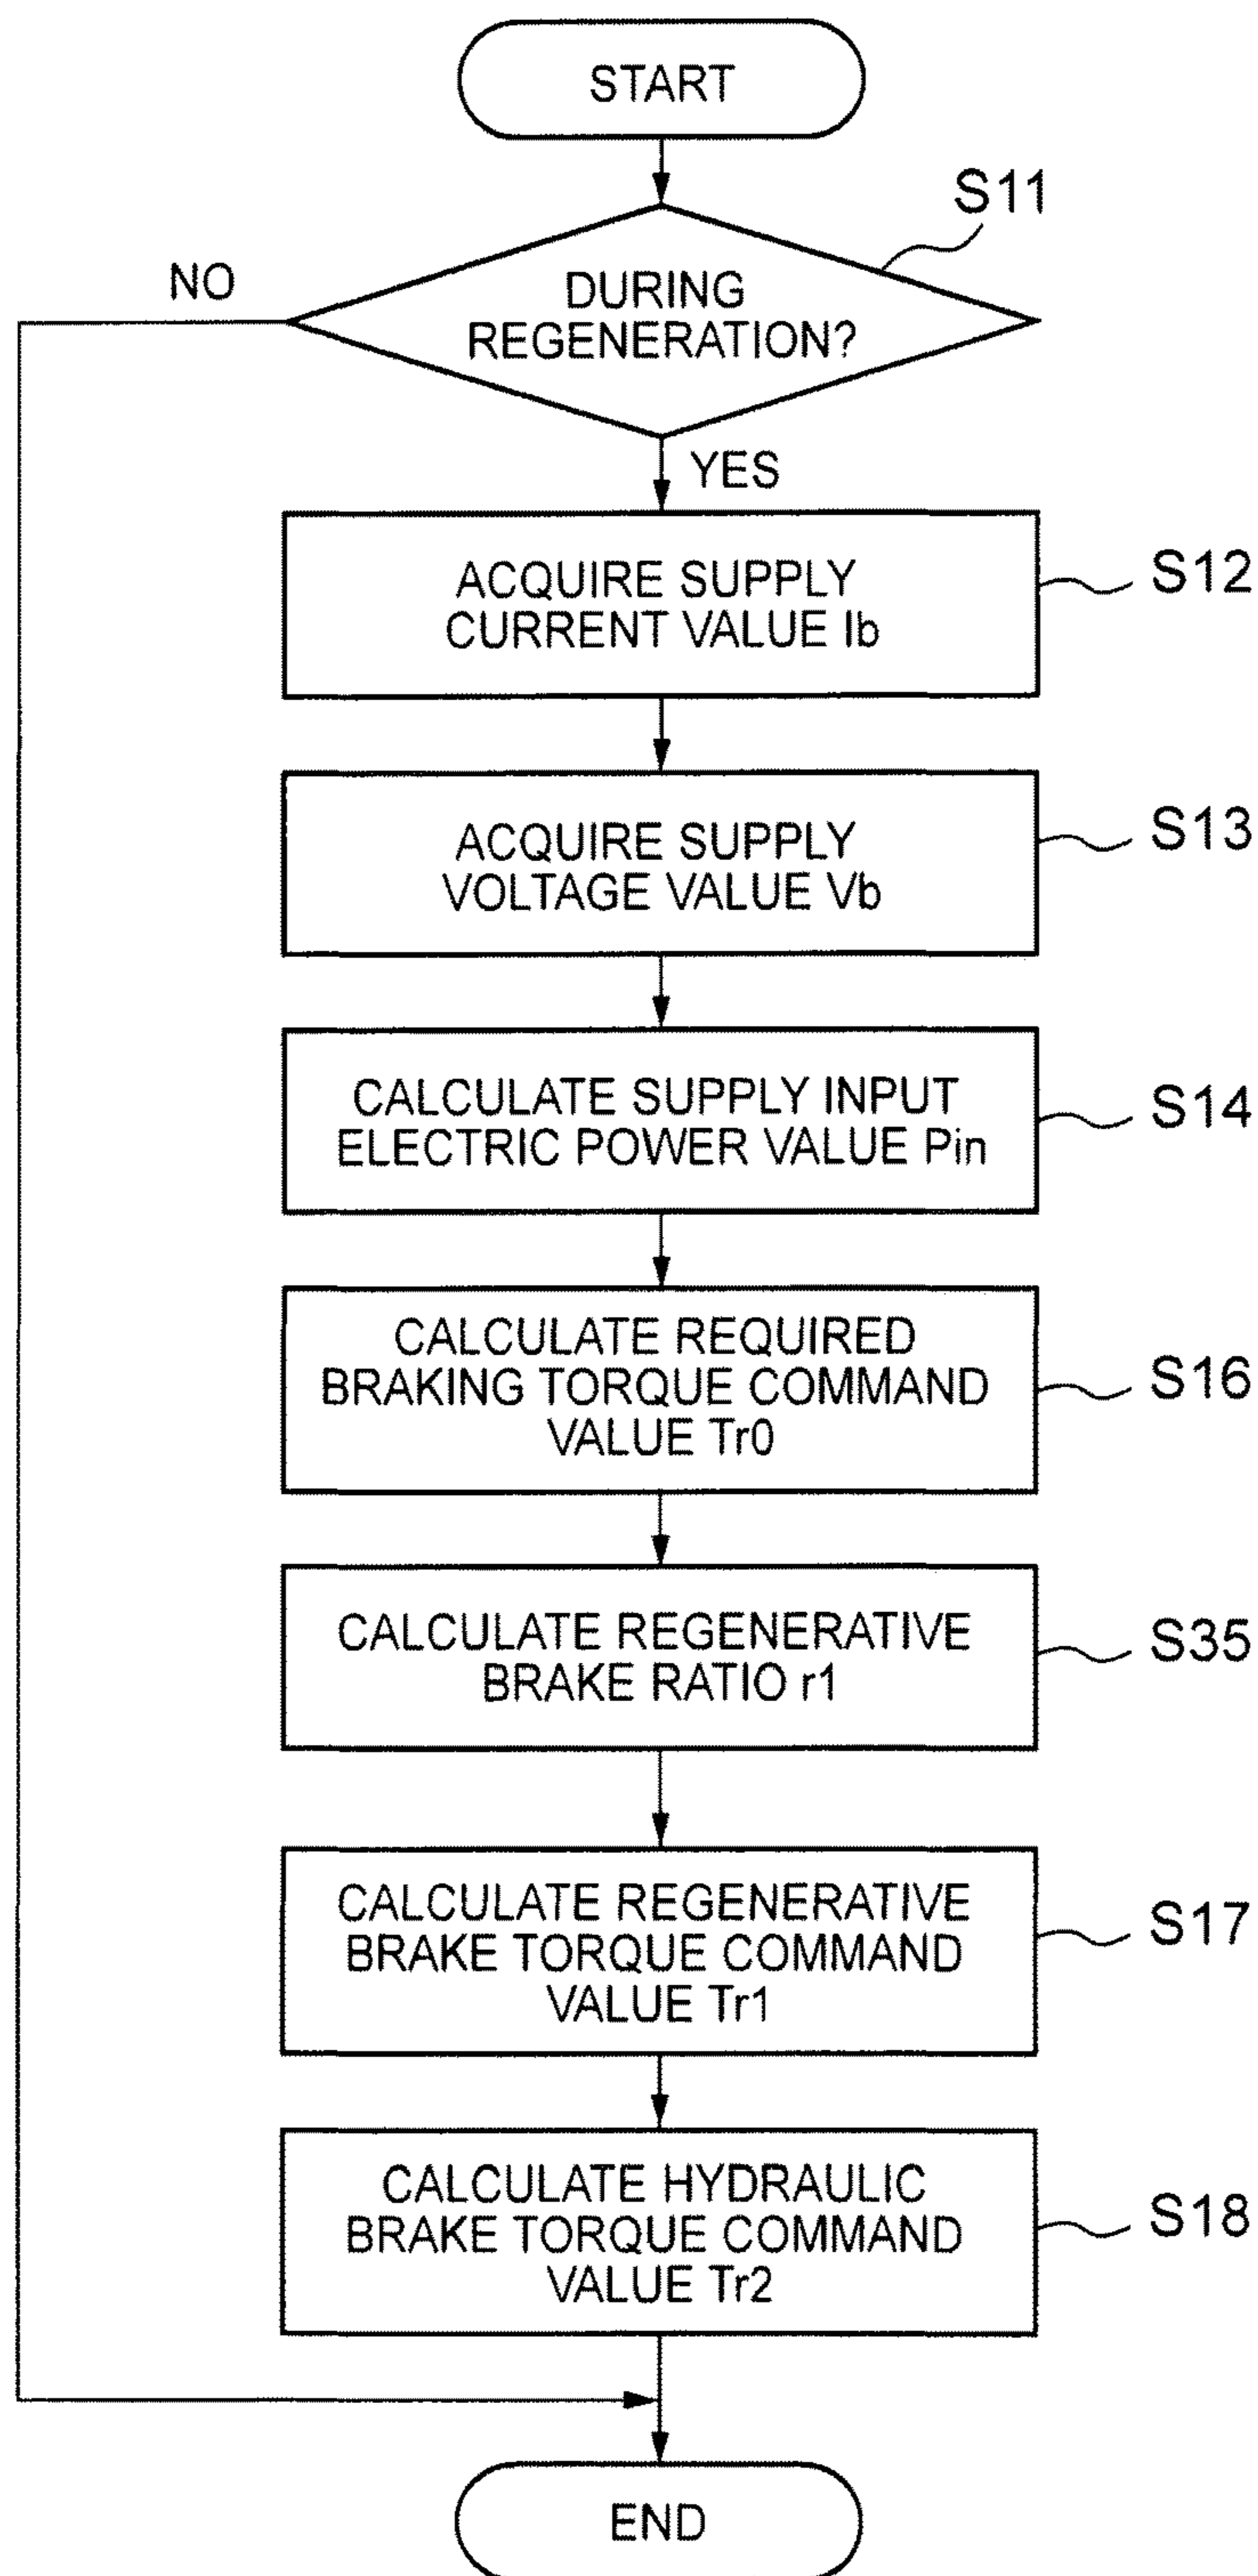 START
S11
NO
DURING
REGENERATION?
YES
ACQUIRE SUPPLY
CURRENT VALUE Ib
S12
ACQUIRE SUPPLY
VOLTAGE VALUE Vb
S13
CALCULATE SUPPLY INPUT
ELECTRIC POWER VALUE Pin
S14
CALCULATE REQUIRED
BRAKING TORQUE COMMAND
VALUE Tr0
S16
CALCULATE REGENERATIVE
BRAKE RATIO r1
S35
CALCULATE REGENERATIVE
BRAKE TORQUE COMMAND
VALUE Tr1
S17
CALCULATE HYDRAULIC
BRAKE TORQUE COMMAND
VALUE Tr2
S18
END